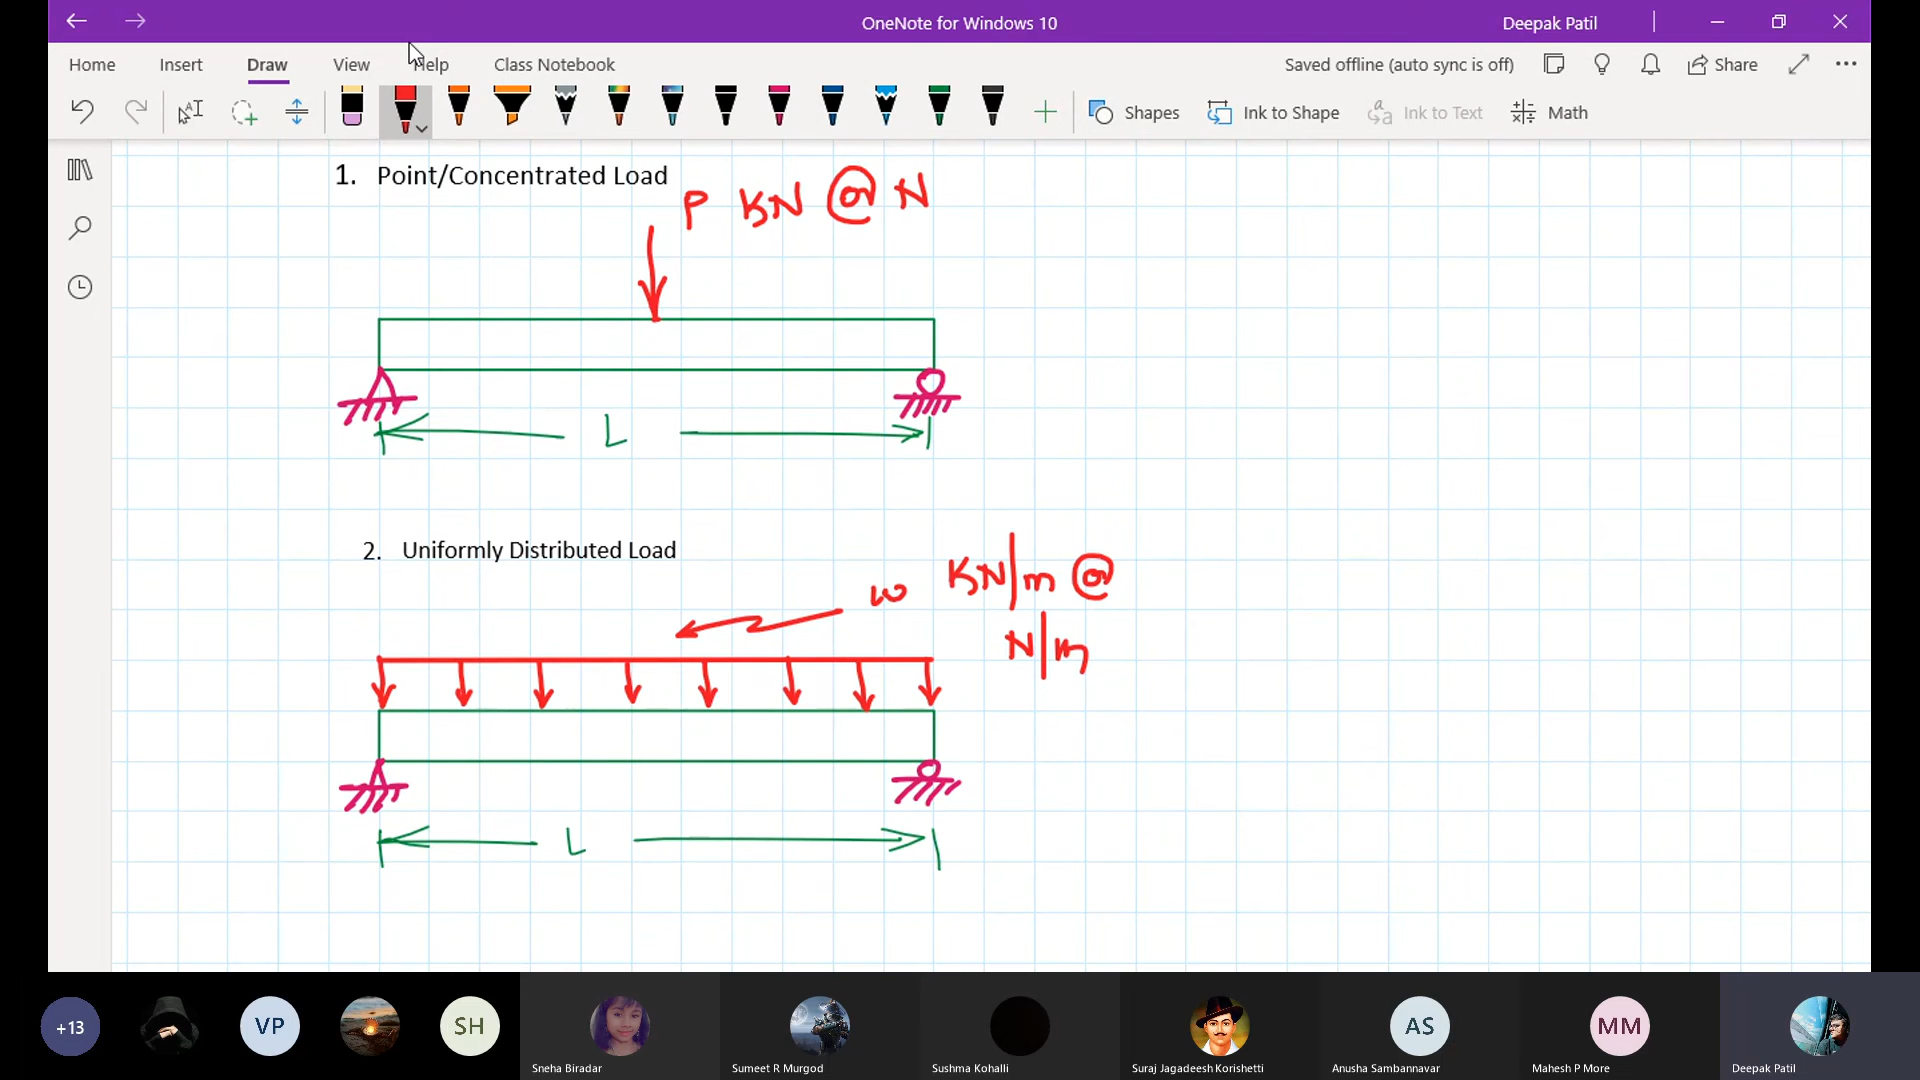 OneNote for Windows 10
Deepak Patil
Home Insert Draw View Help Class Notebook
Saved offline (auto sync is off)
Share
Shapes Ink to Shape Ink to Text Math
1. Point/Concentrated Load
P KN or N
L
2. Uniformly Distributed Load
w KN/m or
N/m
L
+13 VP SH AS MM
Sneha Biradar Sumeet R Murgod Sushma Kohalli Suraj Jagadeesh Korishetti Anusha Sambannavar Mahesh P More Deepak Patil